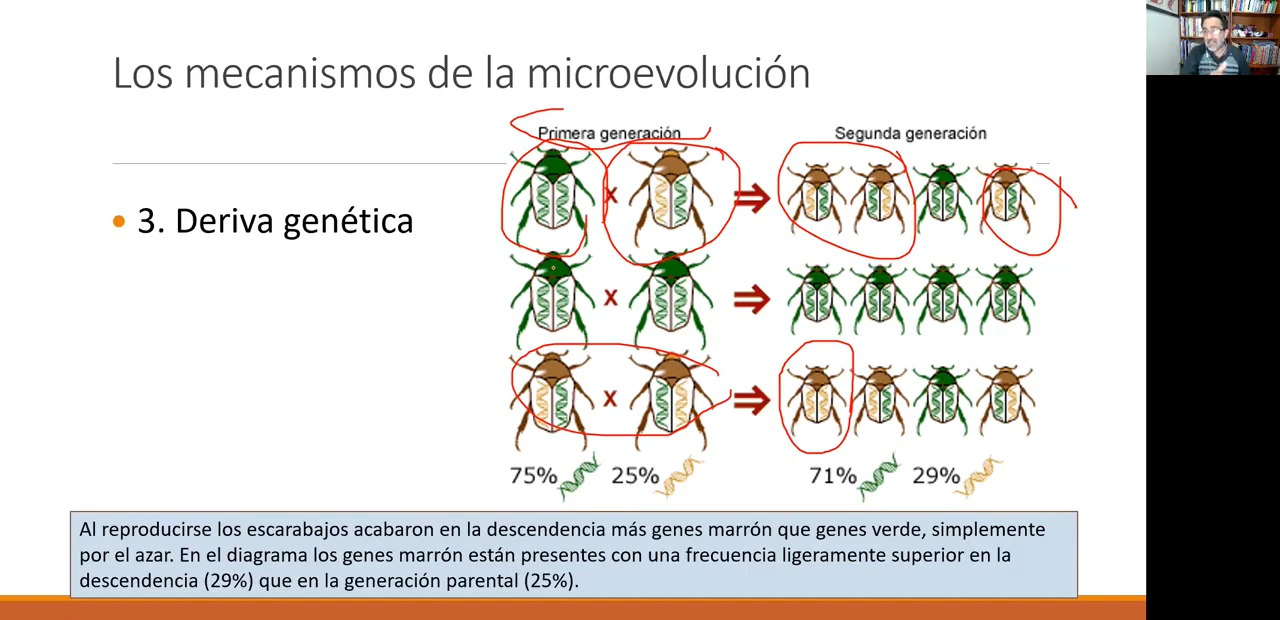 Los mecanismos de la microevolución
Primera generación
Segunda generación
• 3. Deriva genética
x
x
x
75%
25%
71%
29%
Al reproducirse los escarabajos acabaron en la descendencia más genes marrón que genes verde, simplemente
por el azar. En el diagrama los genes marrón están presentes con una frecuencia ligeramente superior en la
descendencia (29%) que en la generación parental (25%).